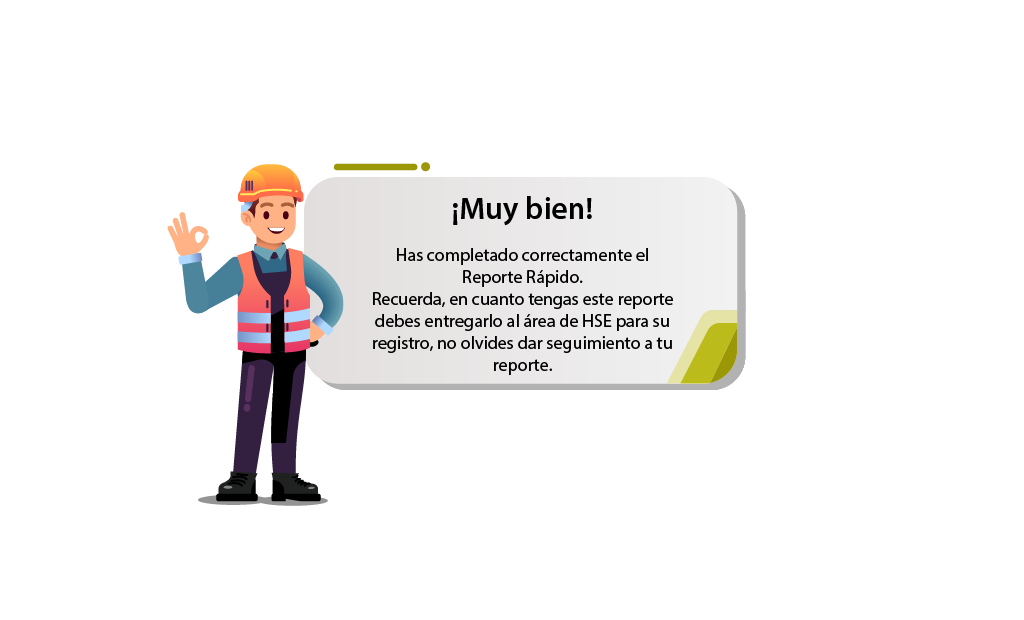 ¡Muy bien!
Has completado correctamente el
Reporte Rápido.
Recuerda, en cuanto tengas este reporte
debes entregarlo al área de HSE para su
registro, no olvides dar seguimiento a tu
reporte.